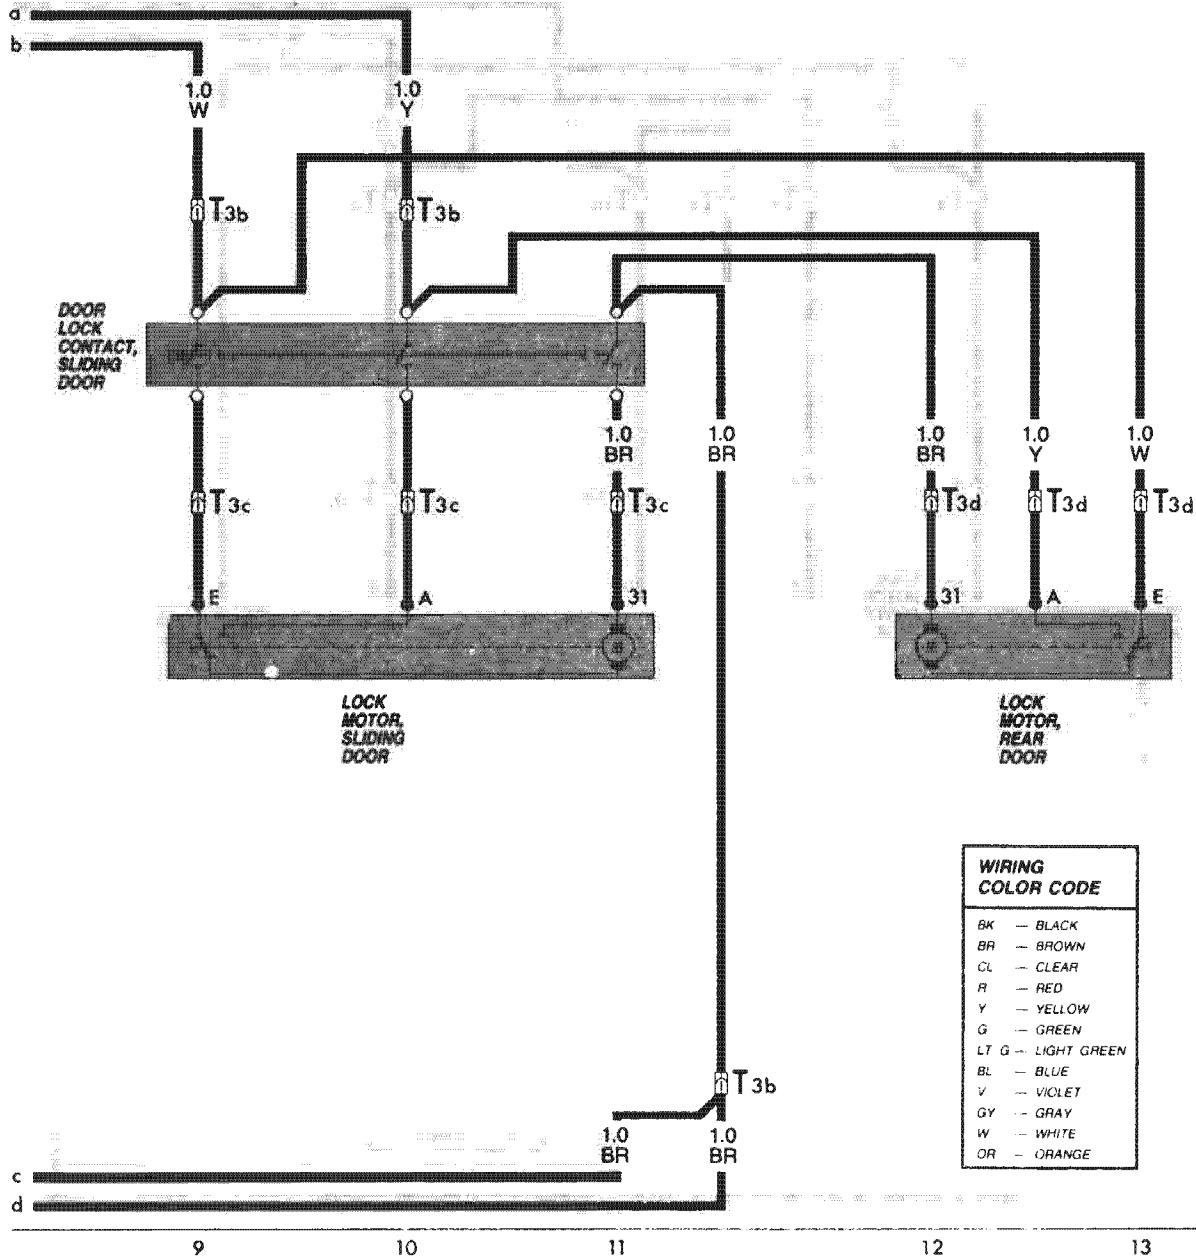 a
b
1.0
W
1.0
Y
T3b
T3b
DOOR
LOCK
CONTACT,
SLIDING
DOOR
1.0
BR
1.0
BR
1.0
BR
1.0
Y
1.0
W
T3c
T3c
T3c
T3d
T3d
T3d
E
A
31
31
A
E
LOCK
MOTOR,
SLIDING
DOOR
LOCK
MOTOR,
REAR
DOOR
WIRING
COLOR CODE
BK — BLACK
BR — BROWN
CL — CLEAR
R — RED
Y — YELLOW
G — GREEN
LT G — LIGHT GREEN
BL — BLUE
V — VIOLET
GY — GRAY
W — WHITE
OR — ORANGE
T3b
1.0
BR
1.0
BR
c
d
9 10 11 12 13